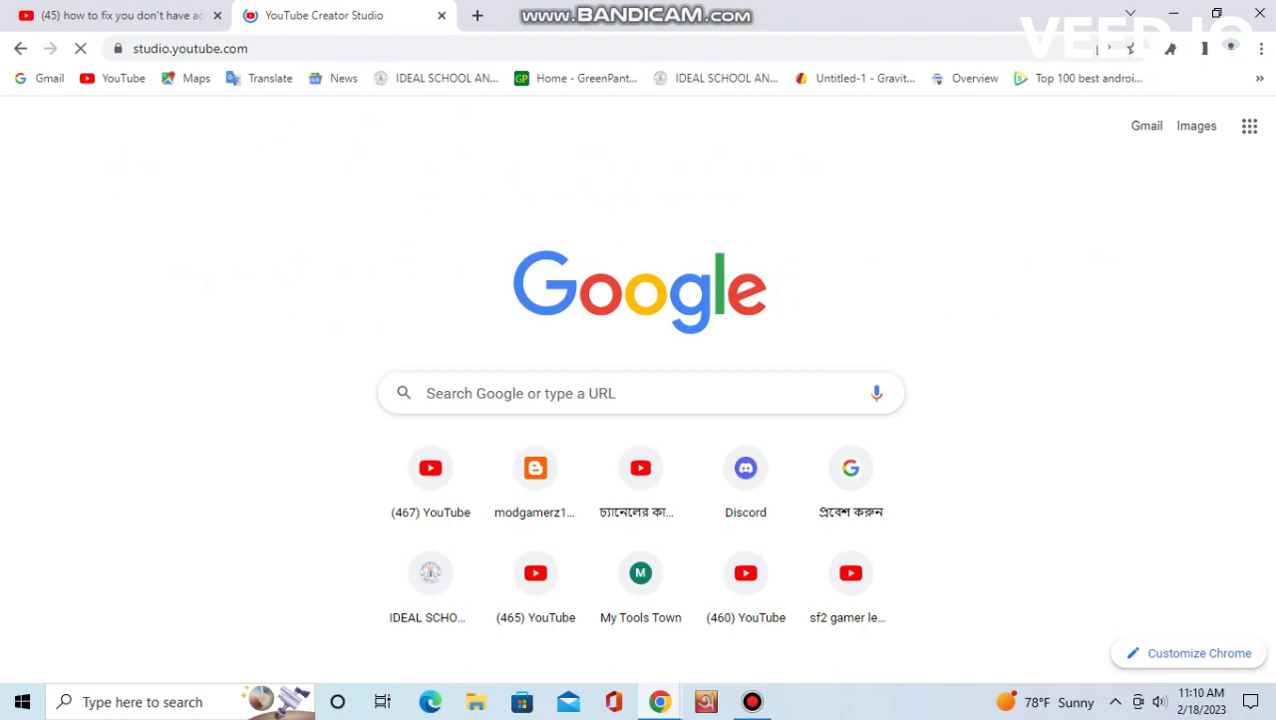 (45) how to fix you don't have ac
YouTube Creator Studio
www.BANDICAM.com
VEED.IO
studio.youtube.com
Gmail
YouTube
Maps
Translate
News
IDEAL SCHOOL AN...
GP
Home - GreenPant...
IDEAL SCHOOL AN...
Untitled-1 - Gravit...
Overview
Top 100 best androi...
»
Gmail
Images
Google
Search Google or type a URL
(467) YouTube
modgamerz1...
চ্যানেলের কা...
Discord
প্রবেশ করুন
M
IDEAL SCHO...
(465) YouTube
My Tools Town
(460) YouTube
sf2 gamer le...
Customize Chrome
Type here to search
অ
78°F Sunny
11:10 AM
2/18/2023